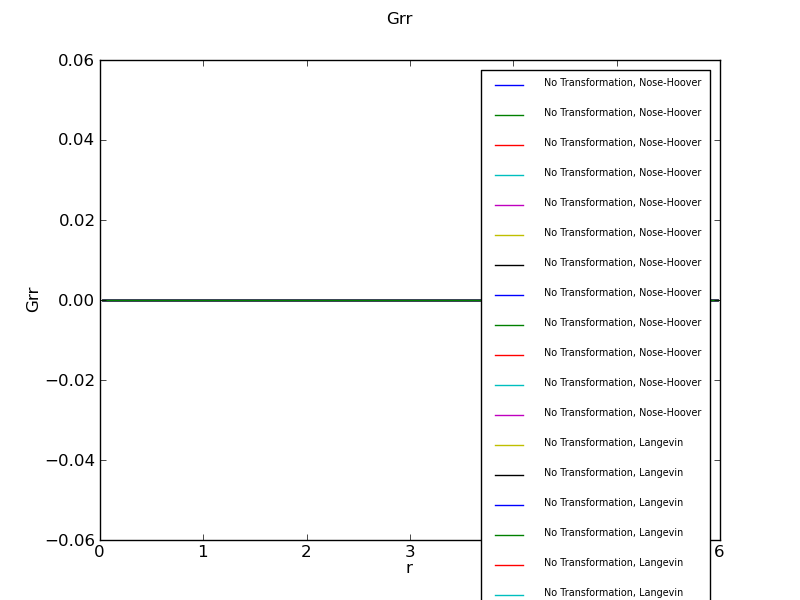 Grr
0.06
0.04
0.02
0.00
−0.02
−0.04
−0.06
Grr
0 1 2 3 6
r
No Transformation, Nose-Hoover
No Transformation, Nose-Hoover
No Transformation, Nose-Hoover
No Transformation, Nose-Hoover
No Transformation, Nose-Hoover
No Transformation, Nose-Hoover
No Transformation, Nose-Hoover
No Transformation, Nose-Hoover
No Transformation, Nose-Hoover
No Transformation, Nose-Hoover
No Transformation, Nose-Hoover
No Transformation, Nose-Hoover
No Transformation, Langevin
No Transformation, Langevin
No Transformation, Langevin
No Transformation, Langevin
No Transformation, Langevin
No Transformation, Langevin